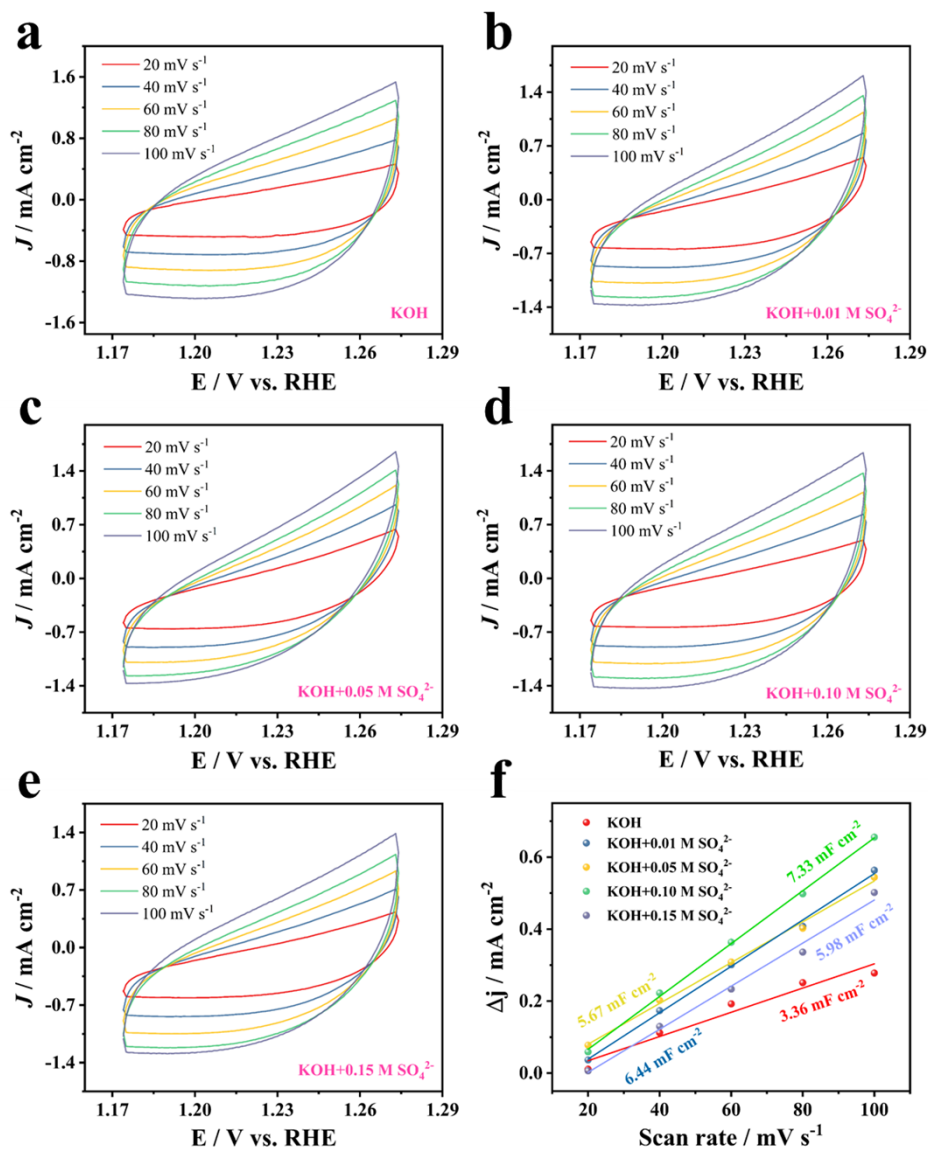 a
20 mV s⁻¹
40 mV s⁻¹
60 mV s⁻¹
80 mV s⁻¹
100 mV s⁻¹
1.6
0.8
0.0
-0.8
-1.6
J / mA cm⁻²
KOH
1.17 1.20 1.23 1.26 1.29
E / V vs. RHE
b
20 mV s⁻¹
40 mV s⁻¹
60 mV s⁻¹
80 mV s⁻¹
100 mV s⁻¹
1.4
0.7
0.0
-0.7
-1.4
J / mA cm⁻²
KOH+0.01 M SO₄²⁻
1.17 1.20 1.23 1.26 1.29
E / V vs. RHE
c
20 mV s⁻¹
40 mV s⁻¹
60 mV s⁻¹
80 mV s⁻¹
100 mV s⁻¹
1.4
0.7
0.0
-0.7
-1.4
J / mA cm⁻²
KOH+0.05 M SO₄²⁻
1.17 1.20 1.23 1.26 1.29
E / V vs. RHE
d
20 mV s⁻¹
40 mV s⁻¹
60 mV s⁻¹
80 mV s⁻¹
100 mV s⁻¹
1.4
0.7
0.0
-0.7
-1.4
J / mA cm⁻²
KOH+0.10 M SO₄²⁻
1.17 1.20 1.23 1.26 1.29
E / V vs. RHE
e
20 mV s⁻¹
40 mV s⁻¹
60 mV s⁻¹
80 mV s⁻¹
100 mV s⁻¹
1.4
0.7
0.0
-0.7
-1.4
J / mA cm⁻²
KOH+0.15 M SO₄²⁻
1.17 1.20 1.23 1.26 1.29
E / V vs. RHE
f
KOH
KOH+0.01 M SO₄²⁻
KOH+0.05 M SO₄²⁻
KOH+0.10 M SO₄²⁻
KOH+0.15 M SO₄²⁻
0.6
0.4
0.2
0.0
Δj / mA cm⁻²
7.33 mF cm⁻²
5.67 mF cm⁻²
5.98 mF cm⁻²
3.36 mF cm⁻²
6.44 mF cm⁻²
20 40 60 80 100
Scan rate / mV s⁻¹